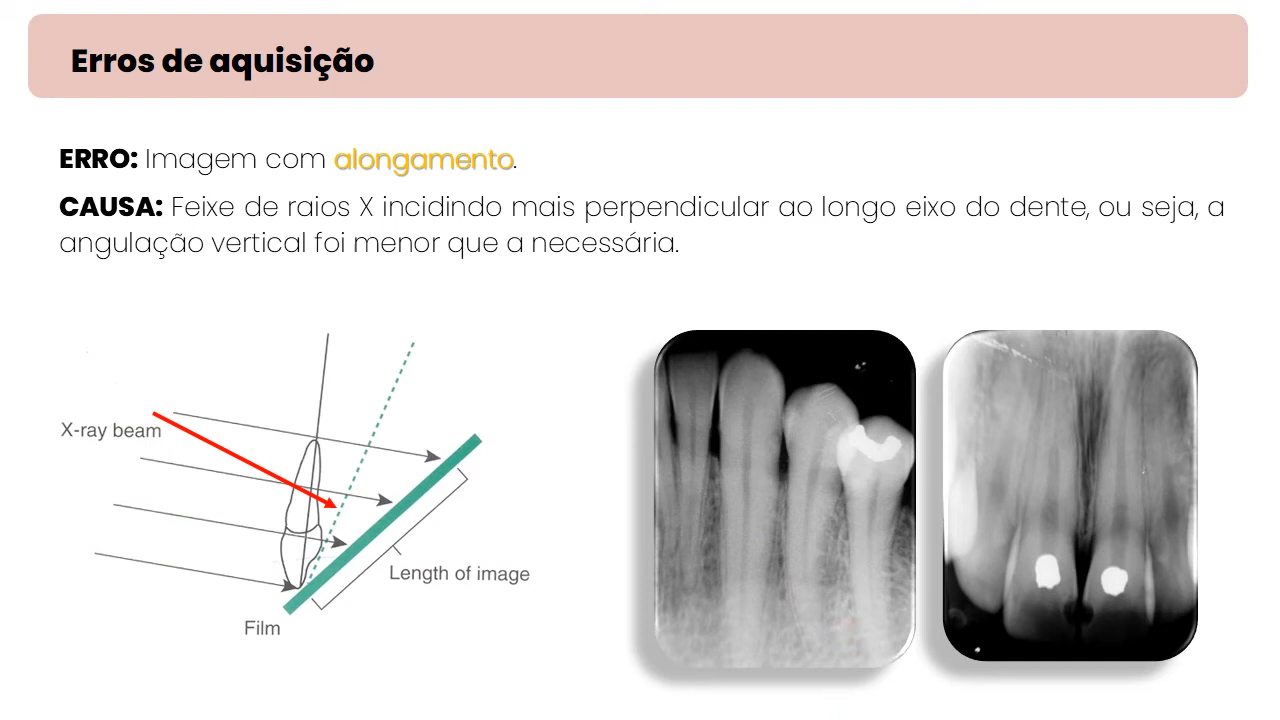 Erros de aquisição
ERRO: Imagem com alongamento.
CAUSA: Feixe de raios X incidindo mais perpendicular ao longo eixo do dente, ou seja, a
angulação vertical foi menor que a necessária.
X-ray beam
Length of image
Film